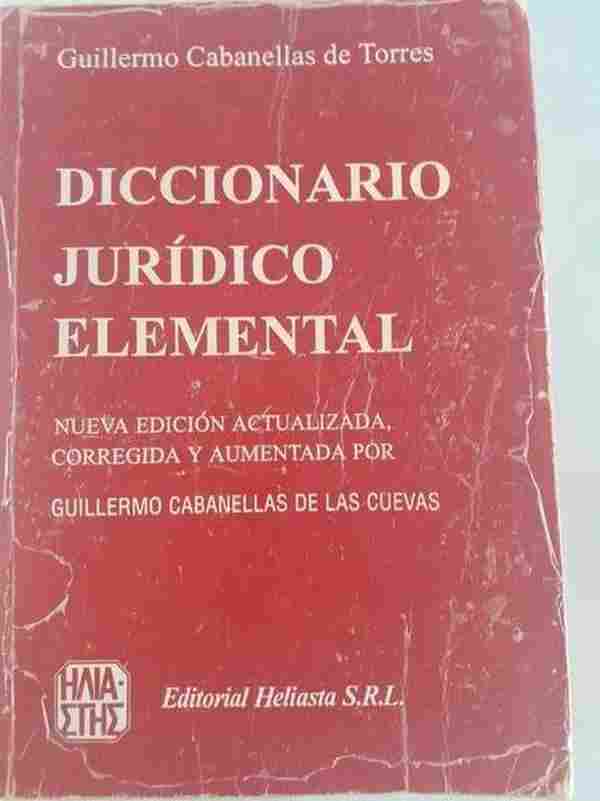 Guillermo Cabanellas de Torres
DICCIONARIO
JURÍDICO
ELEMENTAL
NUEVA EDICIÓN ACTUALIZADA,
CORREGIDA Y AUMENTADA POR
GUILLERMO CABANELLAS DE LAS CUEVAS
ΗΛΙΑ·
ΣΤΗΣ
Editorial Heliasta S.R.L.